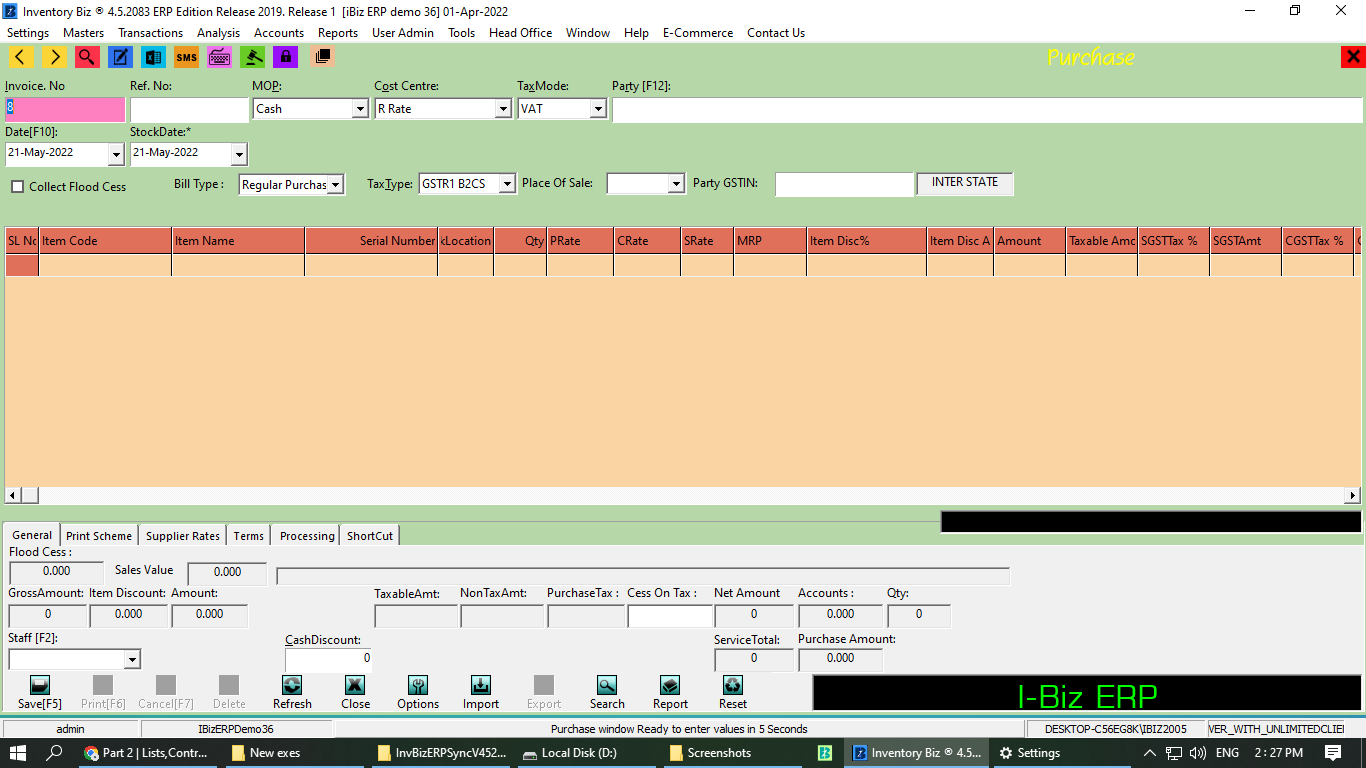 Inventory Biz ® 4.5.2083 ERP Edition Release 2019. Release 1 [iBiz ERP demo 36] 01-Apr-2022
Settings Masters Transactions Analysis Accounts Reports User Admin Tools Head Office Window Help E-Commerce Contact Us
SMS Purchase
Invoice. No Ref. No: MOP: Cost Centre: TaxMode: Party [F12]:
8 Cash R Rate VAT
Date[F10]: StockDate:*
21-May-2022 21-May-2022
Collect Flood Cess Bill Type : Regular Purchas TaxType: GSTR1 B2CS Place Of Sale: Party GSTIN: INTER STATE
SL No Item Code Item Name Serial Number kLocation Qty PRate CRate SRate MRP Item Disc% Item Disc A Amount Taxable Amc SGSTTax % SGSTAmt CGSTTax %
General Print Scheme Supplier Rates Terms Processing ShortCut
Flood Cess :
0.000 Sales Value 0.000
GrossAmount: Item Discount: Amount: TaxableAmt: NonTaxAmt: PurchaseTax : Cess On Tax : Net Amount Accounts : Qty:
0 0.000 0.000 0 0.000 0
Staff [F2]: CashDiscount: ServiceTotal: Purchase Amount:
0 0 0.000
Save[F5] Print[F6] Cancel[F7] Delete Refresh Close Options Import Export Search Report Reset
I-Biz ERP
admin IBizERPDemo36 Purchase window Ready to enter values in 5 Seconds DESKTOP-C56EG8K\IBIZ2005 VER_WITH_UNLIMITEDCLIEI
Part 2 | Lists,Contr... New exes InvBizERPSyncV452... Local Disk (D:) Screenshots Inventory Biz ® 4.5... Settings ENG 2:27 PM